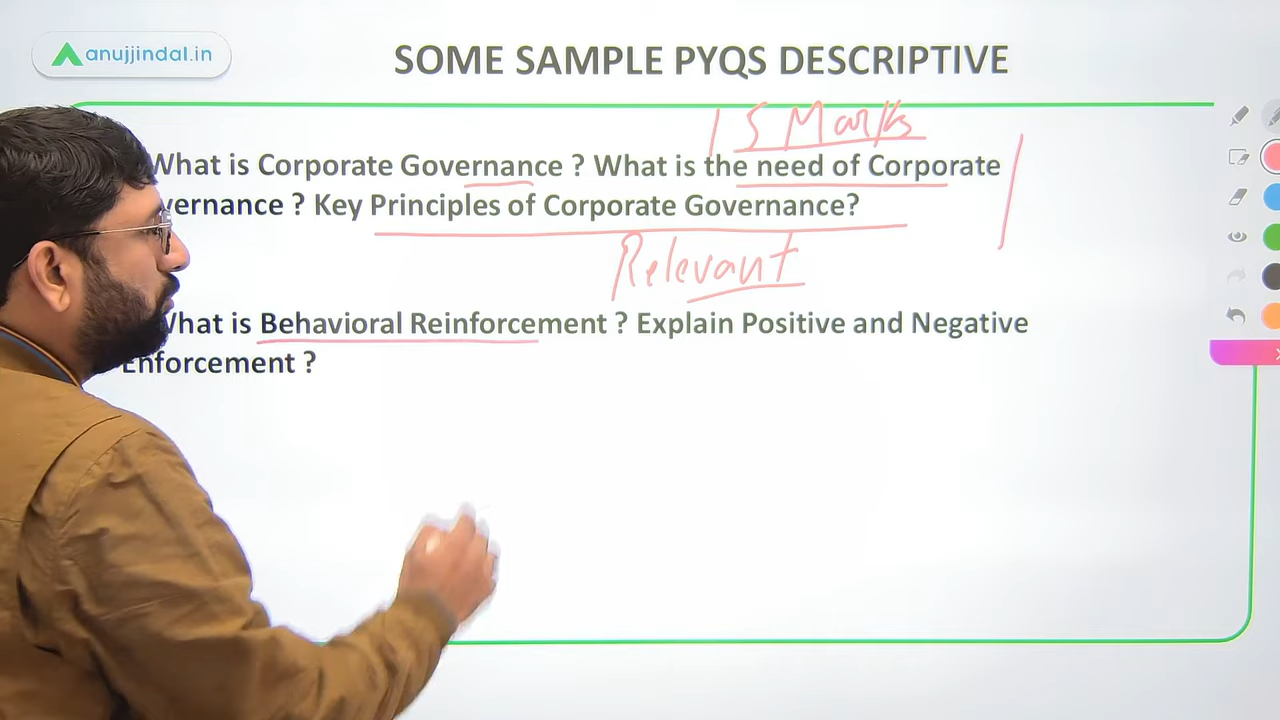 anujjindal.in
SOME SAMPLE PYQS DESCRIPTIVE
15 Marks
What is Corporate Governance ? What is the need of Corporate
vernance ? Key Principles of Corporate Governance?
Relevant
What is Behavioral Reinforcement ? Explain Positive and Negative
Enforcement ?